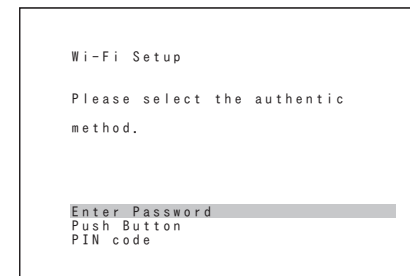 Wi-Fi Setup
Please select the authentic
method.
Enter Password
Push Button
PIN code